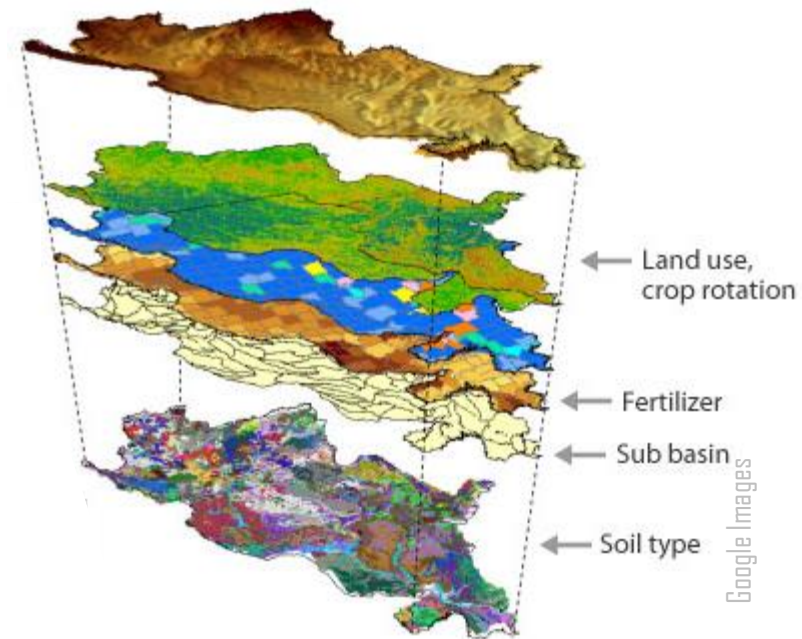 Land use,
crop rotation
Fertilizer
Sub basin
Soil type
Google Images